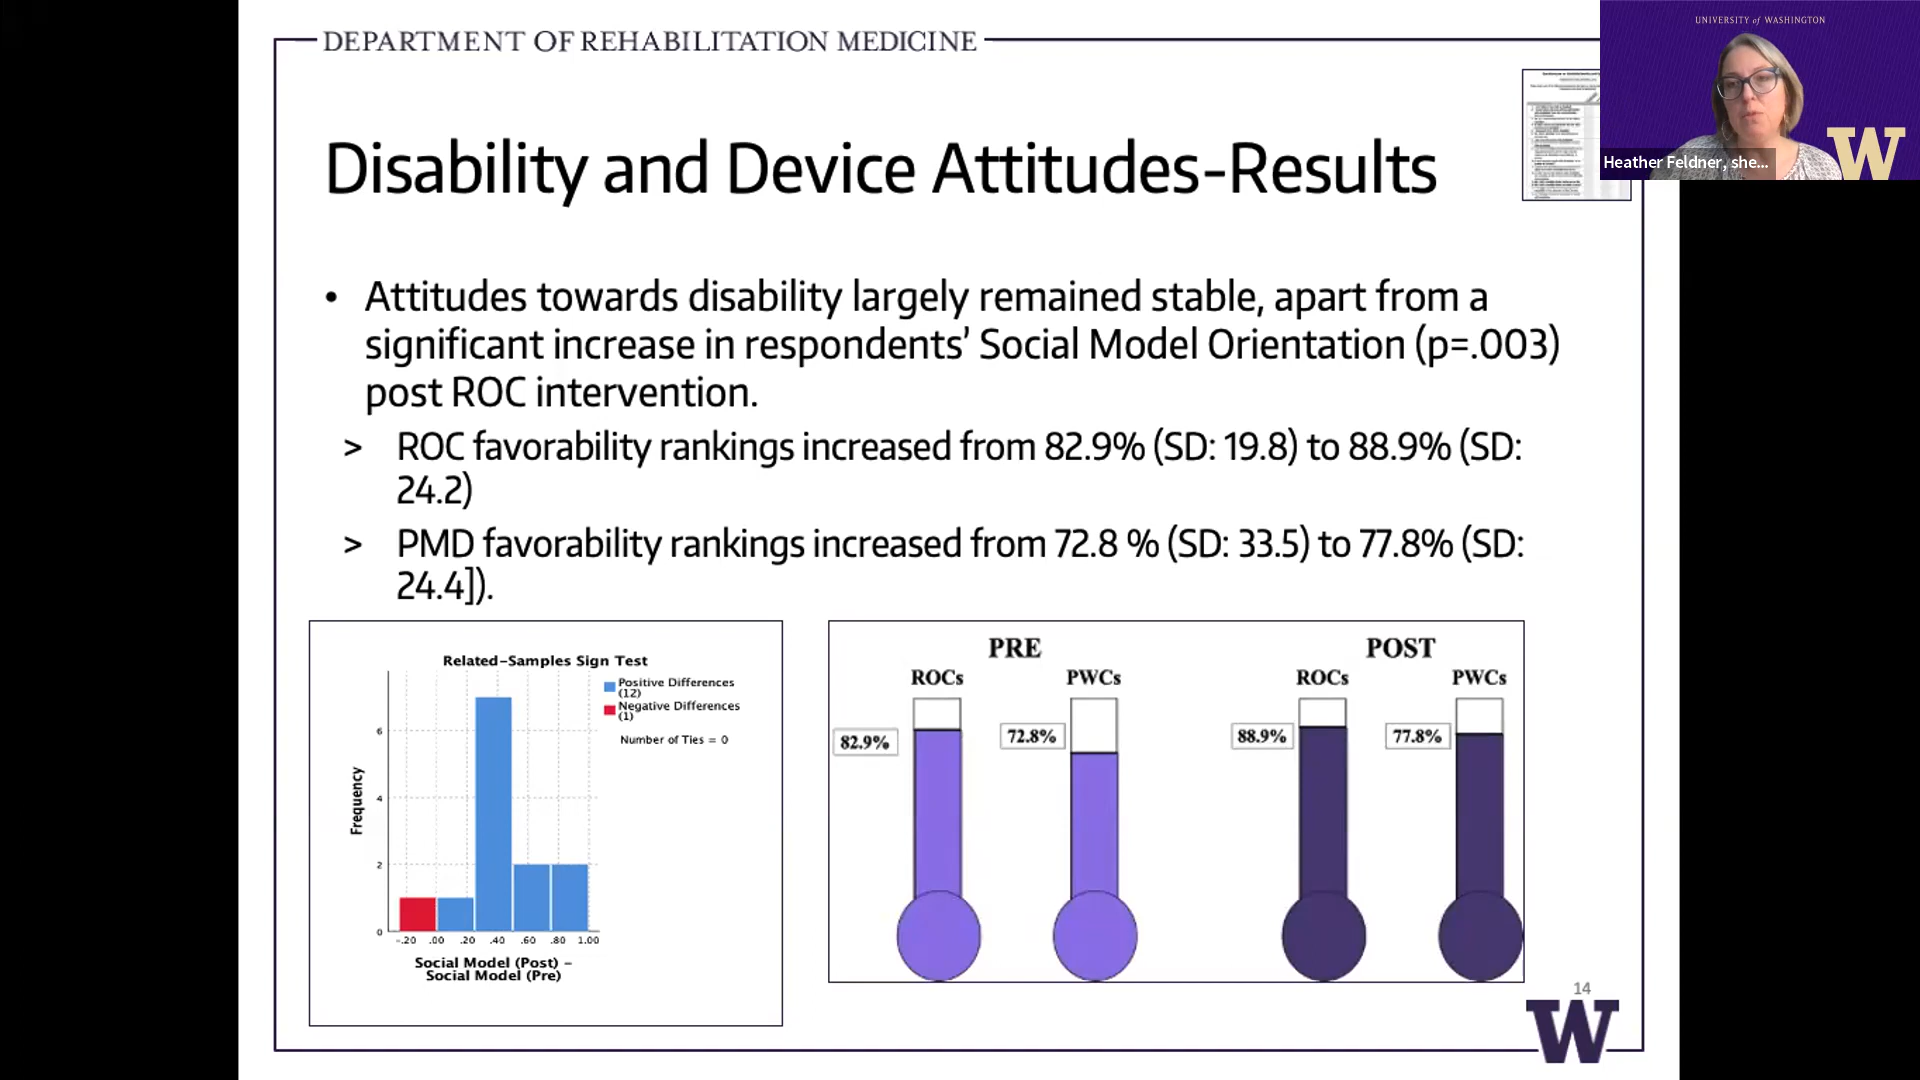 DEPARTMENT OF REHABILITATION MEDICINE
UNIVERSITY of WASHINGTON
Heather Feldner, she...
W
Disability and Device Attitudes-Results
• Attitudes towards disability largely remained stable, apart from a
significant increase in respondents’ Social Model Orientation (p=.003)
post ROC intervention.
> ROC favorability rankings increased from 82.9% (SD: 19.8) to 88.9% (SD:
24.2)
> PMD favorability rankings increased from 72.8 % (SD: 33.5) to 77.8% (SD:
24.4]).
Related-Samples Sign Test
Positive Differences
(12)
Negative Differences
(1)
Number of Ties = 0
Frequency
6
4
2
0
-.20 .00 .20 .40 .60 .80 1.00
Social Model (Post) –
Social Model (Pre)
PRE
ROCs PWCs
82.9% 72.8%
POST
ROCs PWCs
88.9% 77.8%
14
W